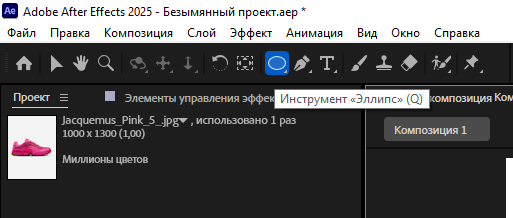 Ae Adobe After Effects 2025 - Безымянный проект.aep *
Файл Правка Композиция Слой Эффект Анимация Вид Окно Справка
T
Проект Элементы управления эффек
Инструмент «Эллипс» (Q)
композиция Ком
Jacquemus_Pink_5_.jpg , использовано 1 раз
1000 x 1300 (1,00)
Композиция 1
Миллионы цветов